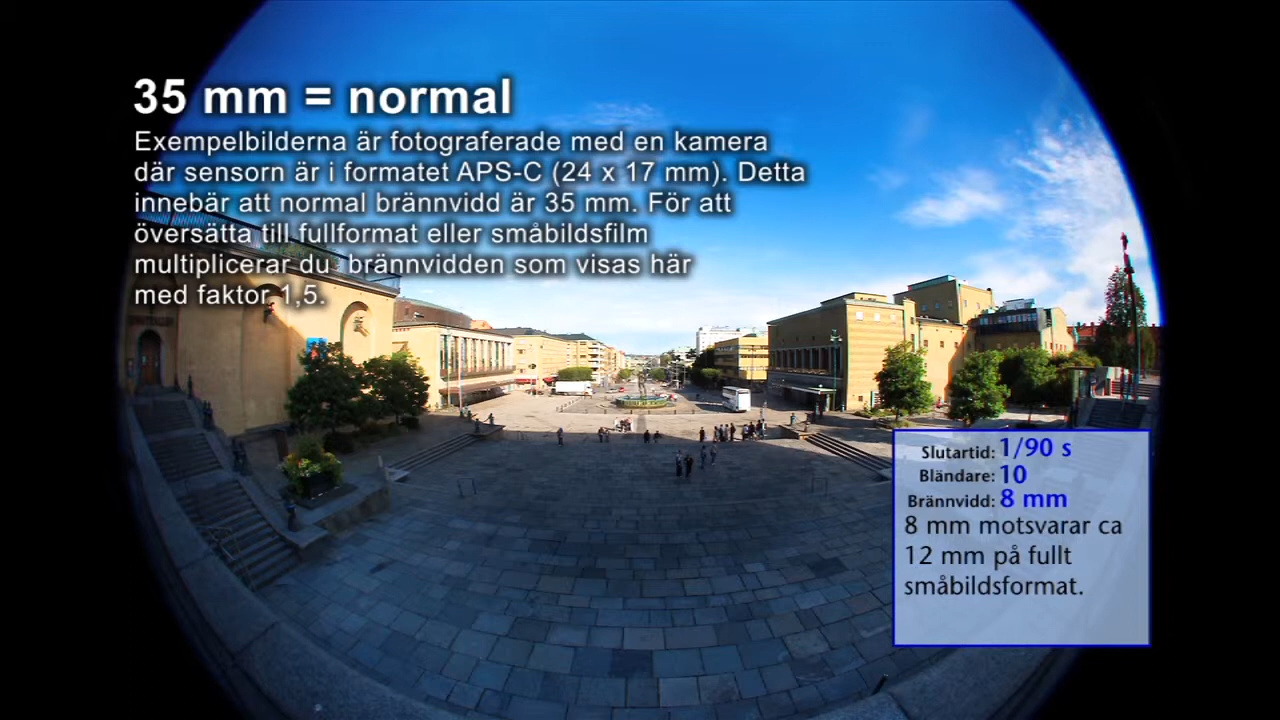 35 mm = normal
Exempelbilderna är fotograferade med en kamera
där sensorn är i formatet APS-C (24 x 17 mm). Detta
innebär att normal brännvidd är 35 mm. För att
översätta till fullformat eller småbildsfilm
multiplicerar du  brännvidden som visas här
med faktor 1,5.
Slutartid: 1/90 s
Bländare: 10
Brännvidd: 8 mm
8 mm motsvarar ca
12 mm på fullt
småbildsformat.